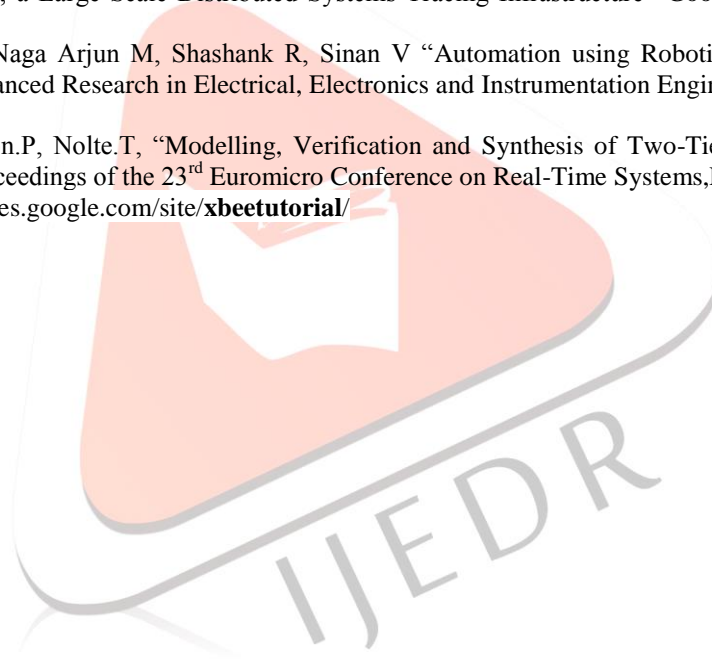 , a Large Scale Distributed Systems Tracing Infrastructure"
Naga Arjun M, Shashank R, Sinan V “Automation using Roboti
anced Research in Electrical, Electronics and Instrumentation Engin
n.P, Nolte.T, “Modelling, Verification and Synthesis of Two-Tie
ceedings of the 23rd Euromicro Conference on Real-Time Systems,
es.google.com/site/xbeetutorial/
IJEDR